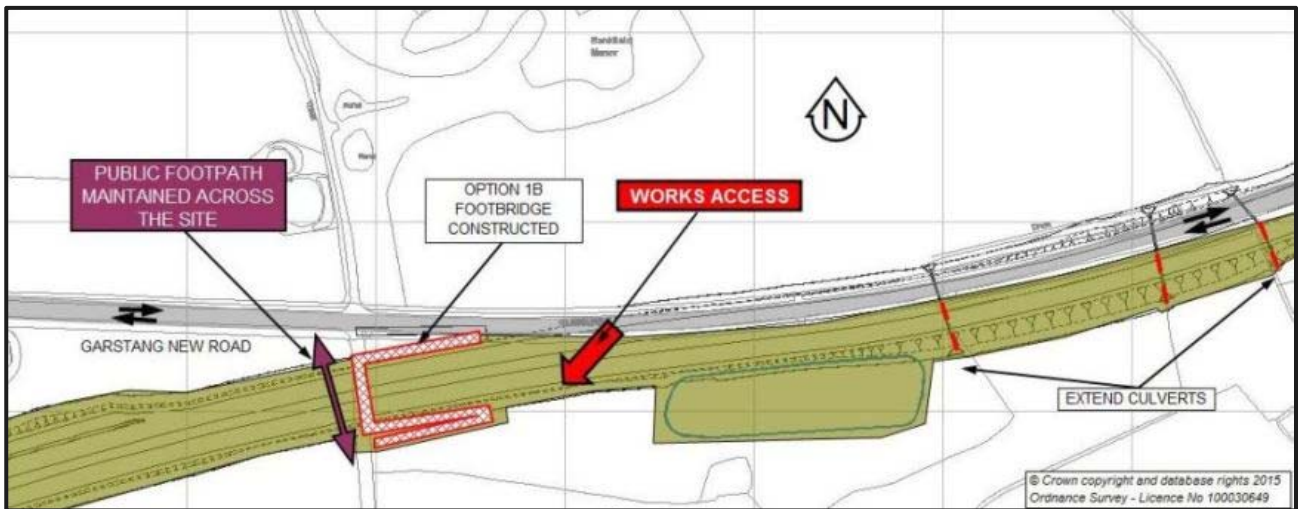 N
PUBLIC FOOTPATH
MAINTAINED ACROSS
THE SITE
OPTION 1B
FOOTBRIDGE
CONSTRUCTED
WORKS ACCESS
GARSTANG NEW ROAD
EXTEND CULVERTS
© Crown copyright and database rights 2015
Ordnance Survey - Licence No 100030649